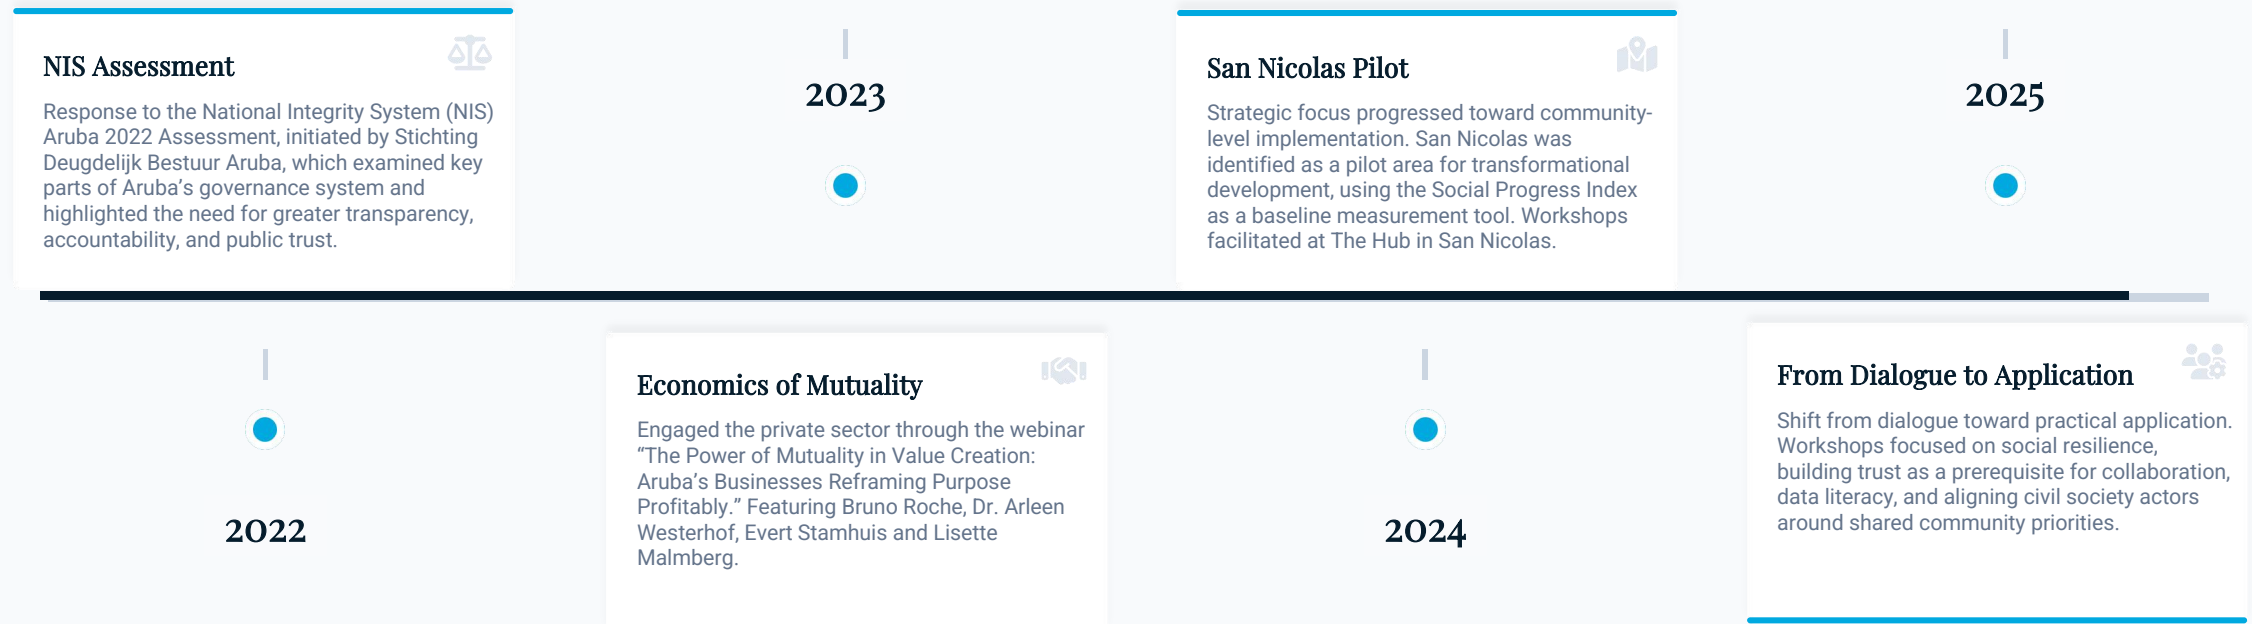 NIS Assessment
Response to the National Integrity System (NIS)
Aruba 2022 Assessment, initiated by Stichting
Deugdelijk Bestuur Aruba, which examined key
parts of Aruba’s governance system and
highlighted the need for greater transparency,
accountability, and public trust.
2022
2023
Economics of Mutuality
Engaged the private sector through the webinar
“The Power of Mutuality in Value Creation:
Aruba’s Businesses Reframing Purpose
Profitably.” Featuring Bruno Roche, Dr. Arleen
Westerhof, Evert Stamhuis and Lisette
Malmberg.
San Nicolas Pilot
Strategic focus progressed toward community-
level implementation. San Nicolas was
identified as a pilot area for transformational
development, using the Social Progress Index
as a baseline measurement tool. Workshops
facilitated at The Hub in San Nicolas.
2024
2025
From Dialogue to Application
Shift from dialogue toward practical application.
Workshops focused on social resilience,
building trust as a prerequisite for collaboration,
data literacy, and aligning civil society actors
around shared community priorities.